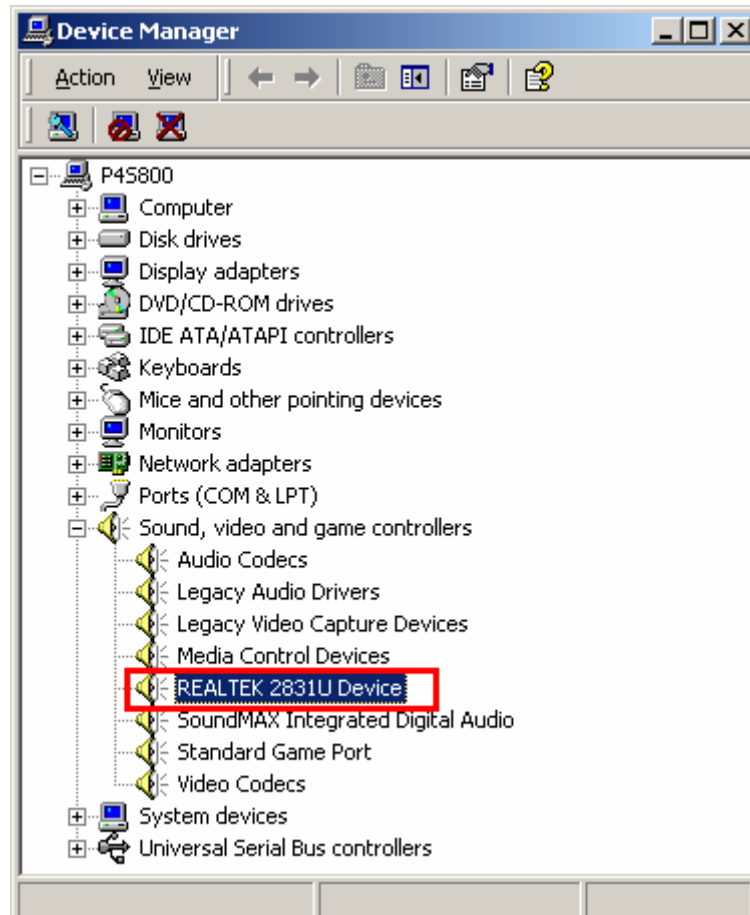 Device Manager
Action View
P4S800
Computer
Disk drives
Display adapters
DVD/CD-ROM drives
IDE ATA/ATAPI controllers
Keyboards
Mice and other pointing devices
Monitors
Network adapters
Ports (COM & LPT)
Sound, video and game controllers
Audio Codecs
Legacy Audio Drivers
Legacy Video Capture Devices
Media Control Devices
REALTEK 2831U Device
SoundMAX Integrated Digital Audio
Standard Game Port
Video Codecs
System devices
Universal Serial Bus controllers